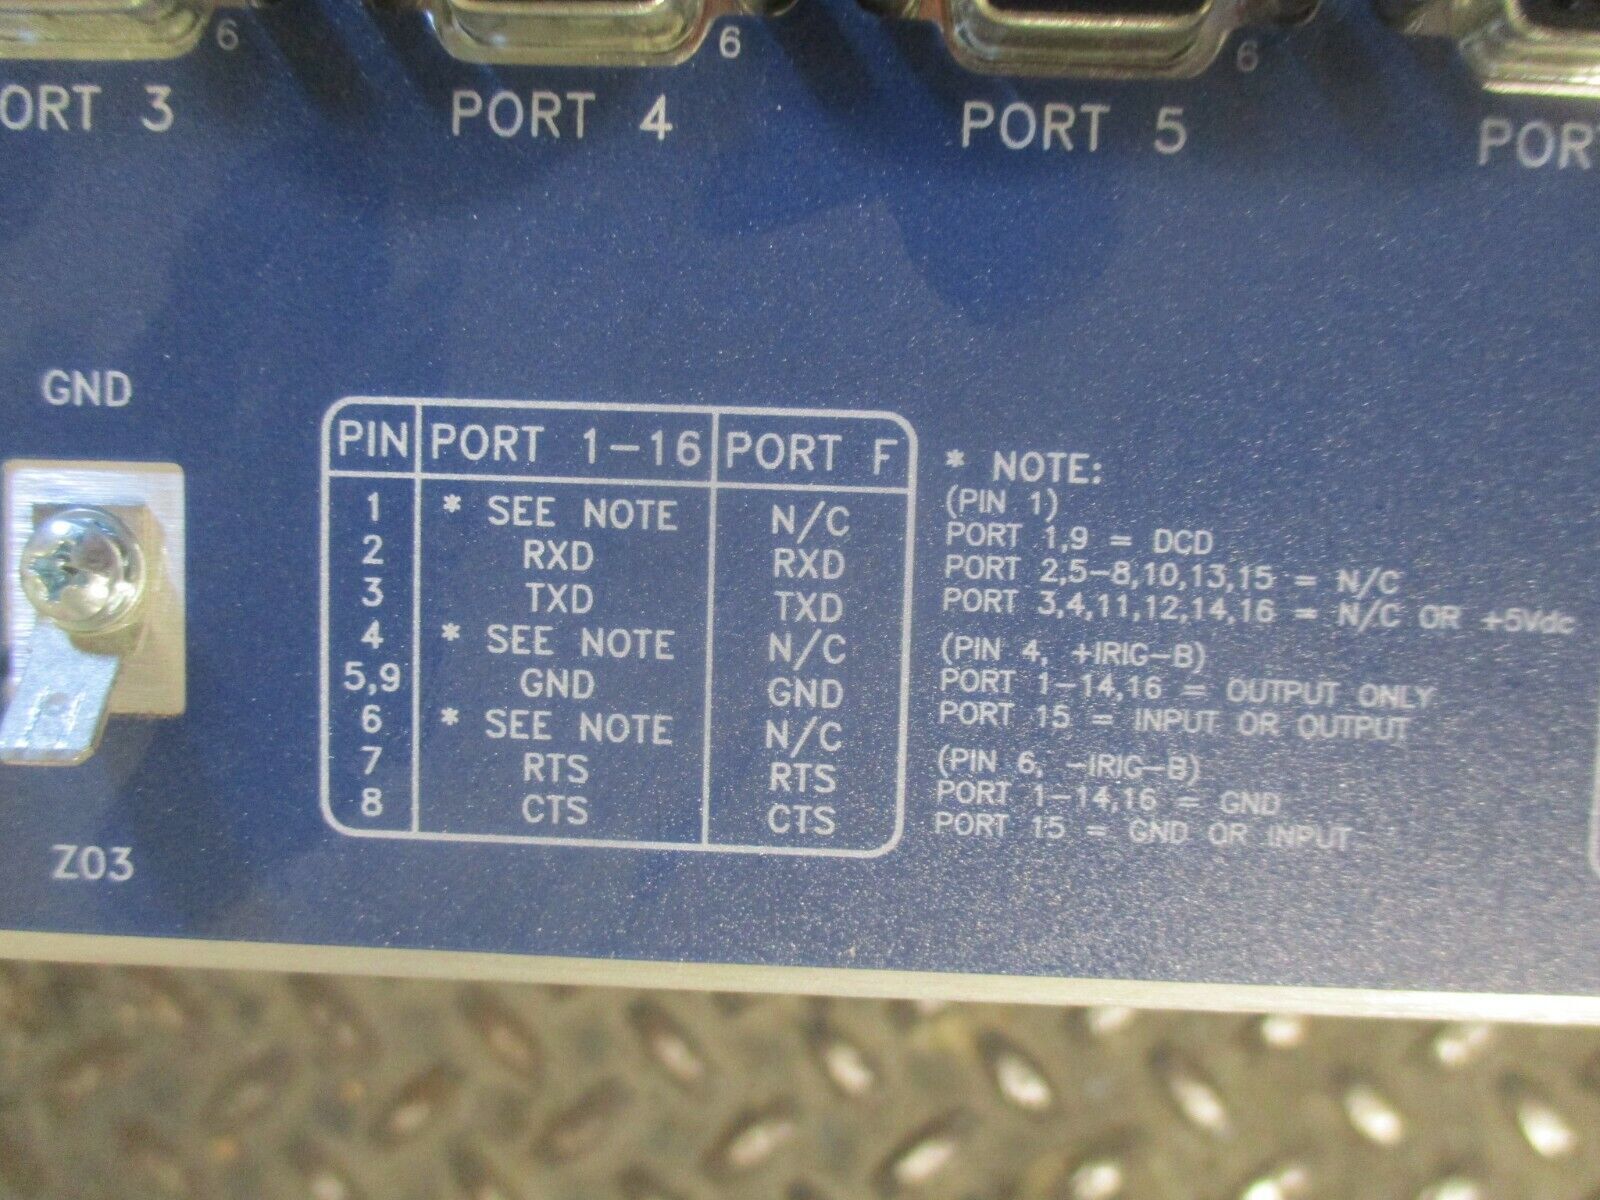 6 6 6
ORT 3 PORT 4 PORT 5 POR
GND
Z03
PIN PORT 1-16 PORT F
1 * SEE NOTE N/C
2 RXD RXD
3 TXD TXD
4 * SEE NOTE N/C
5,9 GND GND
6 * SEE NOTE N/C
7 RTS RTS
8 CTS CTS
* NOTE:
(PIN 1)
PORT 1,9 = DCD
PORT 2,5-8,10,13,15 = N/C
PORT 3,4,11,12,14,16 = N/C OR +5Vdc
(PIN 4, +IRIG-B)
PORT 1-14,16 = OUTPUT ONLY
PORT 15 = INPUT OR OUTPUT
(PIN 6, -IRIG-B)
PORT 1-14,16 = GND
PORT 15 = GND OR INPUT